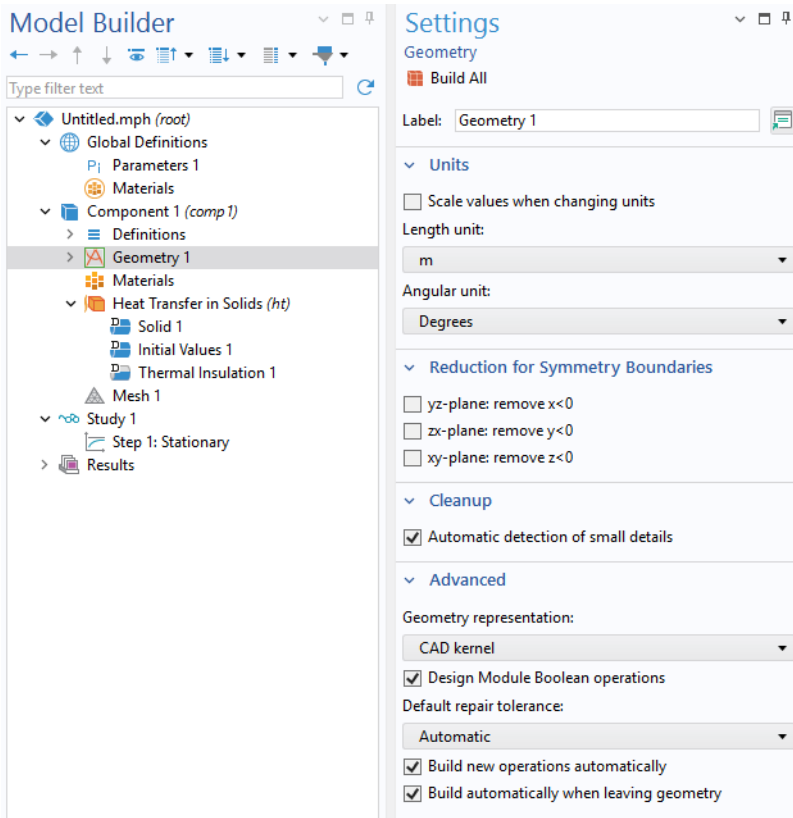 Model Builder
Type filter text
Untitled.mph (root)
Global Definitions
Pi Parameters 1
Materials
Component 1 (comp1)
Definitions
Geometry 1
Materials
Heat Transfer in Solids (ht)
Solid 1
Initial Values 1
Thermal Insulation 1
Mesh 1
Study 1
Step 1: Stationary
Results
Settings
Geometry
Build All
Label: Geometry 1
Units
Scale values when changing units
Length unit:
m
Angular unit:
Degrees
Reduction for Symmetry Boundaries
yz-plane: remove x<0
zx-plane: remove y<0
xy-plane: remove z<0
Cleanup
Automatic detection of small details
Advanced
Geometry representation:
CAD kernel
Design Module Boolean operations
Default repair tolerance:
Automatic
Build new operations automatically
Build automatically when leaving geometry